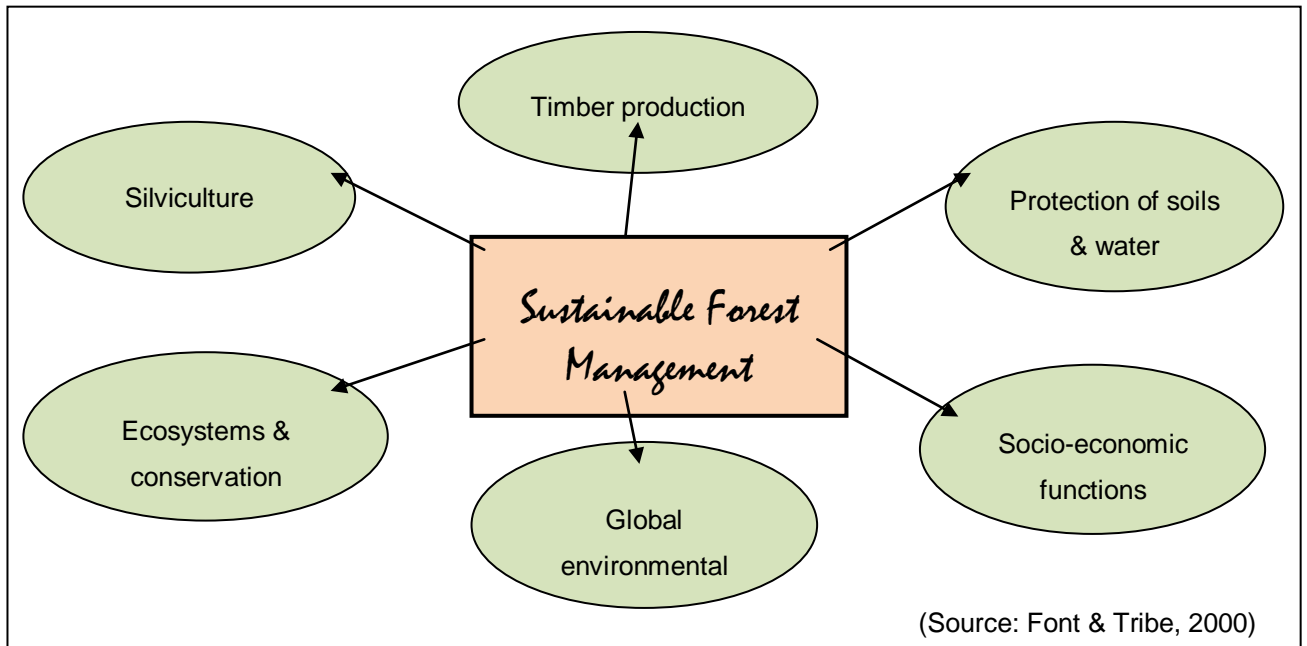 Timber production
Silviculture
Protection of soils
& water
Sustainable Forest
Management
Ecosystems &
conservation
Socio-economic
functions
Global
environmental
(Source: Font & Tribe, 2000)